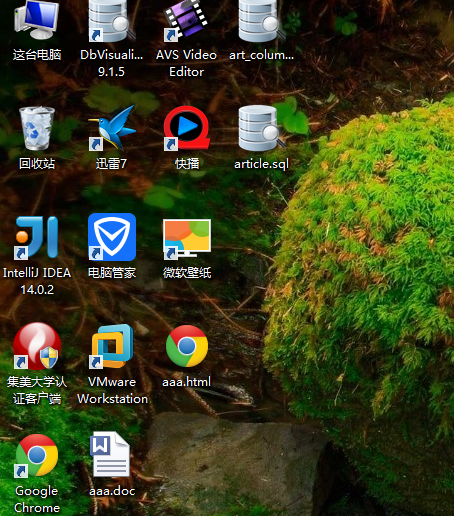 这台电脑
DbVisuali...
9.1.5
AVS Video
Editor
art_colum...
回收站
迅雷7
快播
article.sql
IntelliJ IDEA
14.0.2
电脑管家
微软壁纸
集美大学认
证客户端
VMware
Workstation
aaa.html
Google
Chrome
aaa.doc